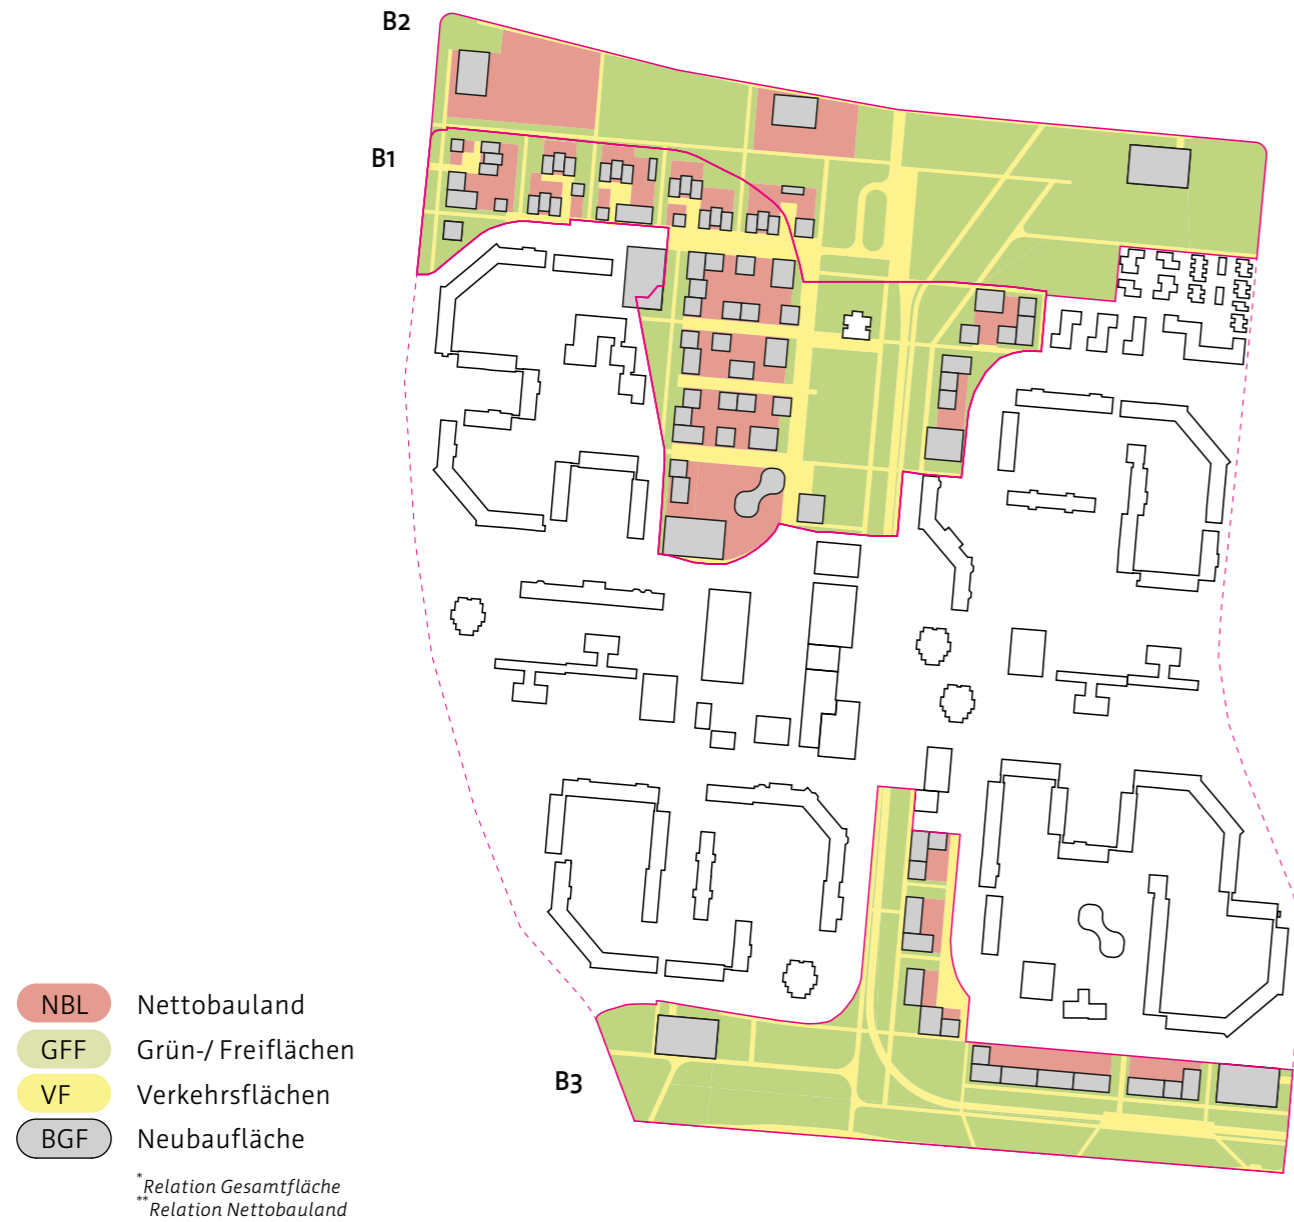 B2
B1
B3
NBL Nettobauland
GFF Grün-/ Freiflächen
VF Verkehrsflächen
BGF Neubaufläche
*Relation Gesamtfläche
**Relation Nettobauland